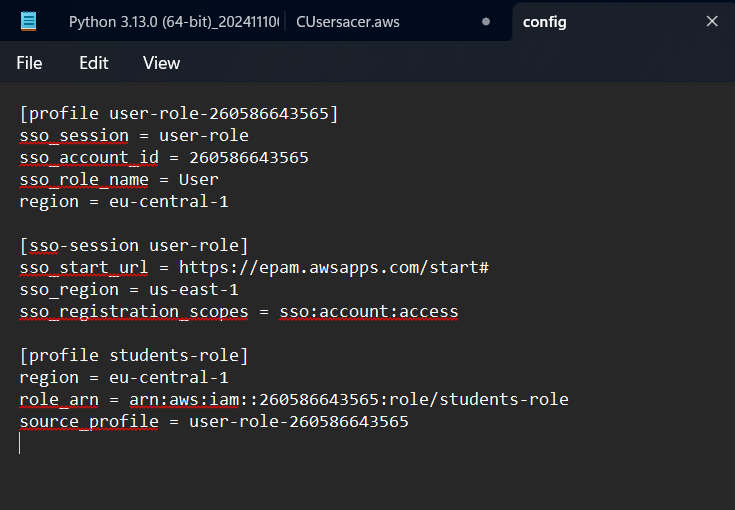 Python 3.13.0 (64-bit)_20241110 CUsersacer.aws config
File Edit View
[profile user-role-260586643565]
sso_session = user-role
sso_account_id = 260586643565
sso_role_name = User
region = eu-central-1
[sso-session user-role]
sso_start_url = https://epam.awsapps.com/start#
sso_region = us-east-1
sso_registration_scopes = sso:account:access
[profile students-role]
region = eu-central-1
role_arn = arn:aws:iam::260586643565:role/students-role
source_profile = user-role-260586643565